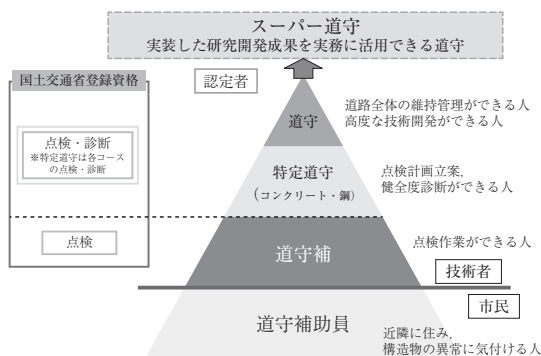 スーパー道守
実装した研究開発成果を実務に活用できる道守
国土交通省登録資格
認定者
道守
道路全体の維持管理ができる人
高度な技術開発ができる人
点検・診断
※特定道守は各コース
の点検・診断
特定道守
(コンクリート・鋼)
点検計画立案,
健全度診断ができる人
点検
道守補
点検作業ができる人
技術者
市民
道守補助員
近隣に住み,
構造物の異常に気付ける人